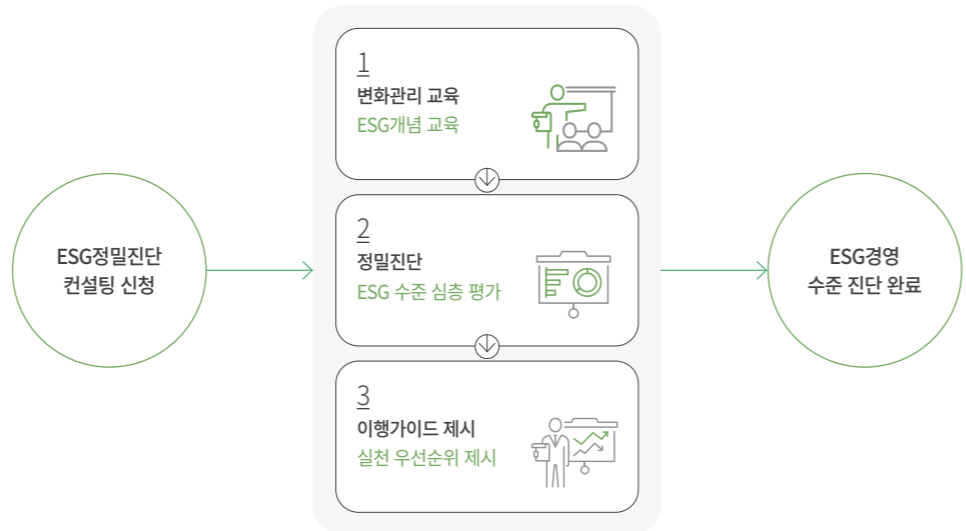 ESG정밀진단
컨설팅 신청
1
변화관리 교육
ESG개념 교육
2
정밀진단
ESG 수준 심층 평가
3
이행가이드 제시
실천 우선순위 제시
ESG경영
수준 진단 완료